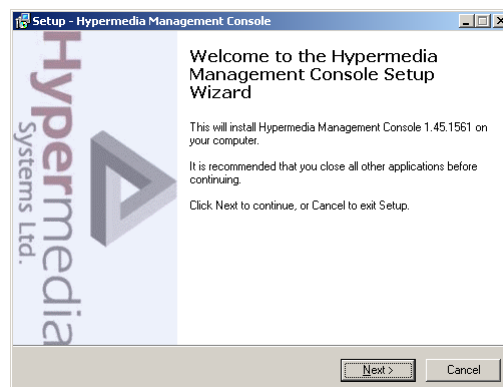 Setup - Hypermedia Management Console
Hypermedia
Systems Ltd.
Welcome to the Hypermedia
Management Console Setup
Wizard
This will install Hypermedia Management Console 1.45.1561 on
your computer.
It is recommended that you close all other applications before
continuing.
Click Next to continue, or Cancel to exit Setup.
Next >
Cancel